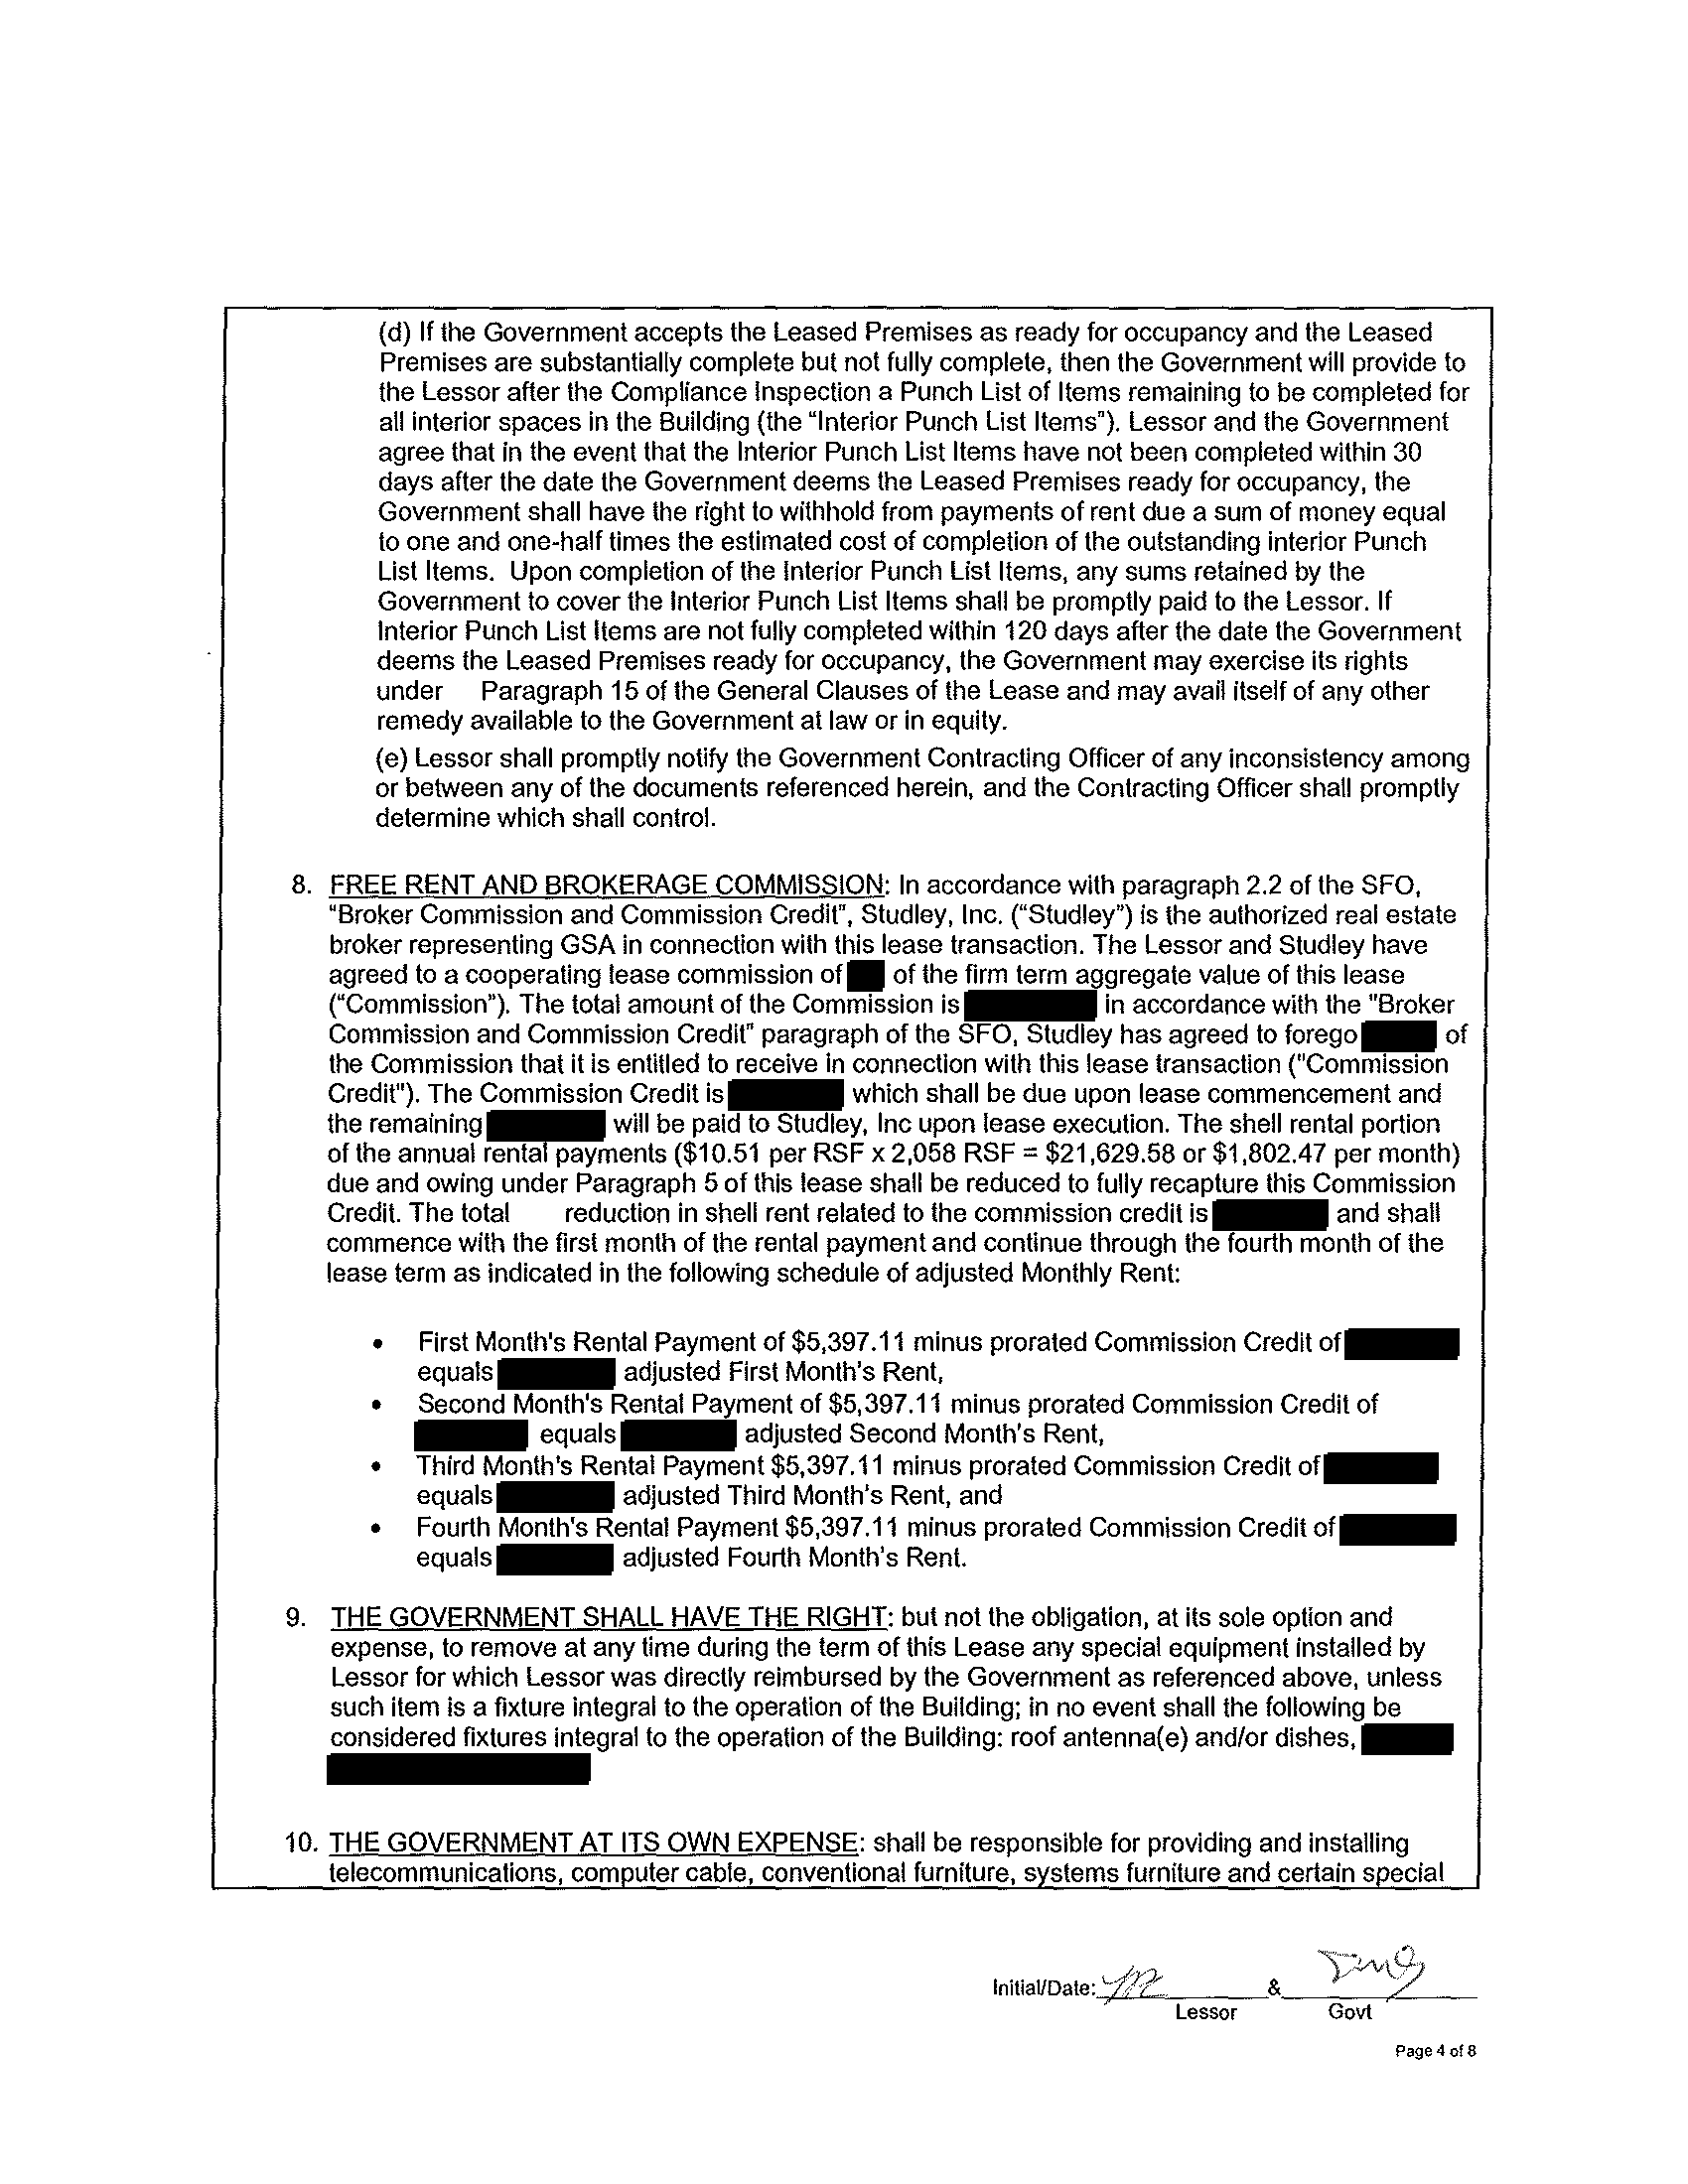 (d) If the Government accepts the Leased Premises as ready for occupancy and the Leased
Premises are substantially complete but not fully complete, then the Government will provide to
the Lessor after the Compliance Inspection a Punch List of Items remaining to be completed for
all interior spaces in the Building (the “Interior Punch List Items”). Lessor and the Government
agree that in the event that the Interior Punch List Items have not been completed within 30
days after the date the Government deems the Leased Premises ready for occupancy, the
Government shall have the right to withhold from payments of rent due a sum of money equal
to one and one-half times the estimated cost of completion of the outstanding interior Punch
List Items. Upon completion of the Interior Punch List Items, any sums retained by the
Government to cover the Interior Punch List Items shall be promptly paid to the Lessor. If
Interior Punch List Items are not fully completed within 120 days after the date the Government
deems the Leased Premises ready for occupancy, the Government may exercise its rights
under Paragraph 15 of the General Clauses of the Lease and may avail itself of any other
remedy available to the Government at law or in equity.
(e) Lessor shall promptly notify the Government Contracting Officer of any inconsistency among
or between any of the documents referenced herein, and the Contracting Officer shall promptly
determine which shall control.
8. FREE RENT AND BROKERAGE COMMISSION: In accordance with paragraph 2.2 of the SFO,
“Broker Commission and Commission Credit”, Studley, Inc. (“Studley”) is the authorized real estate
broker representing GSA in connection with this lease transaction. The Lessor and Studley have
agreed to a cooperating lease commission of of the firm term aggregate value of this lease
(“Commission”). The total amount of the Commission is in accordance with the "Broker
Commission and Commission Credit" paragraph of the SFO, Studley has agreed to forego of
the Commission that it is entitled to receive in connection with this lease transaction ("Commission
Credit"). The Commission Credit is which shall be due upon lease commencement and
the remaining will be paid to Studley, Inc upon lease execution. The shell rental portion
of the annual rental payments ($10.51 per RSF x 2,058 RSF = $21,629.58 or $1,802.47 per month)
due and owing under Paragraph 5 of this lease shall be reduced to fully recapture this Commission
Credit. The total reduction in shell rent related to the commission credit is and shall
commence with the first month of the rental payment and continue through the fourth month of the
lease term as indicated in the following schedule of adjusted Monthly Rent:
• First Month's Rental Payment of $5,397.11 minus prorated Commission Credit of
equals adjusted First Month's Rent,
• Second Month's Rental Payment of $5,397.11 minus prorated Commission Credit of
equals adjusted Second Month's Rent,
• Third Month's Rental Payment $5,397.11 minus prorated Commission Credit of
equals adjusted Third Month's Rent, and
• Fourth Month's Rental Payment $5,397.11 minus prorated Commission Credit of
equals adjusted Fourth Month's Rent.
9. THE GOVERNMENT SHALL HAVE THE RIGHT: but not the obligation, at its sole option and
expense, to remove at any time during the term of this Lease any special equipment installed by
Lessor for which Lessor was directly reimbursed by the Government as referenced above, unless
such item is a fixture integral to the operation of the Building; in no event shall the following be
considered fixtures integral to the operation of the Building: roof antenna(e) and/or dishes,
10. THE GOVERNMENT AT ITS OWN EXPENSE: shall be responsible for providing and installing
telecommunications, computer cable, conventional furniture, systems furniture and certain special
Initial/Date: &
Lessor Govt
Page 4 of 8